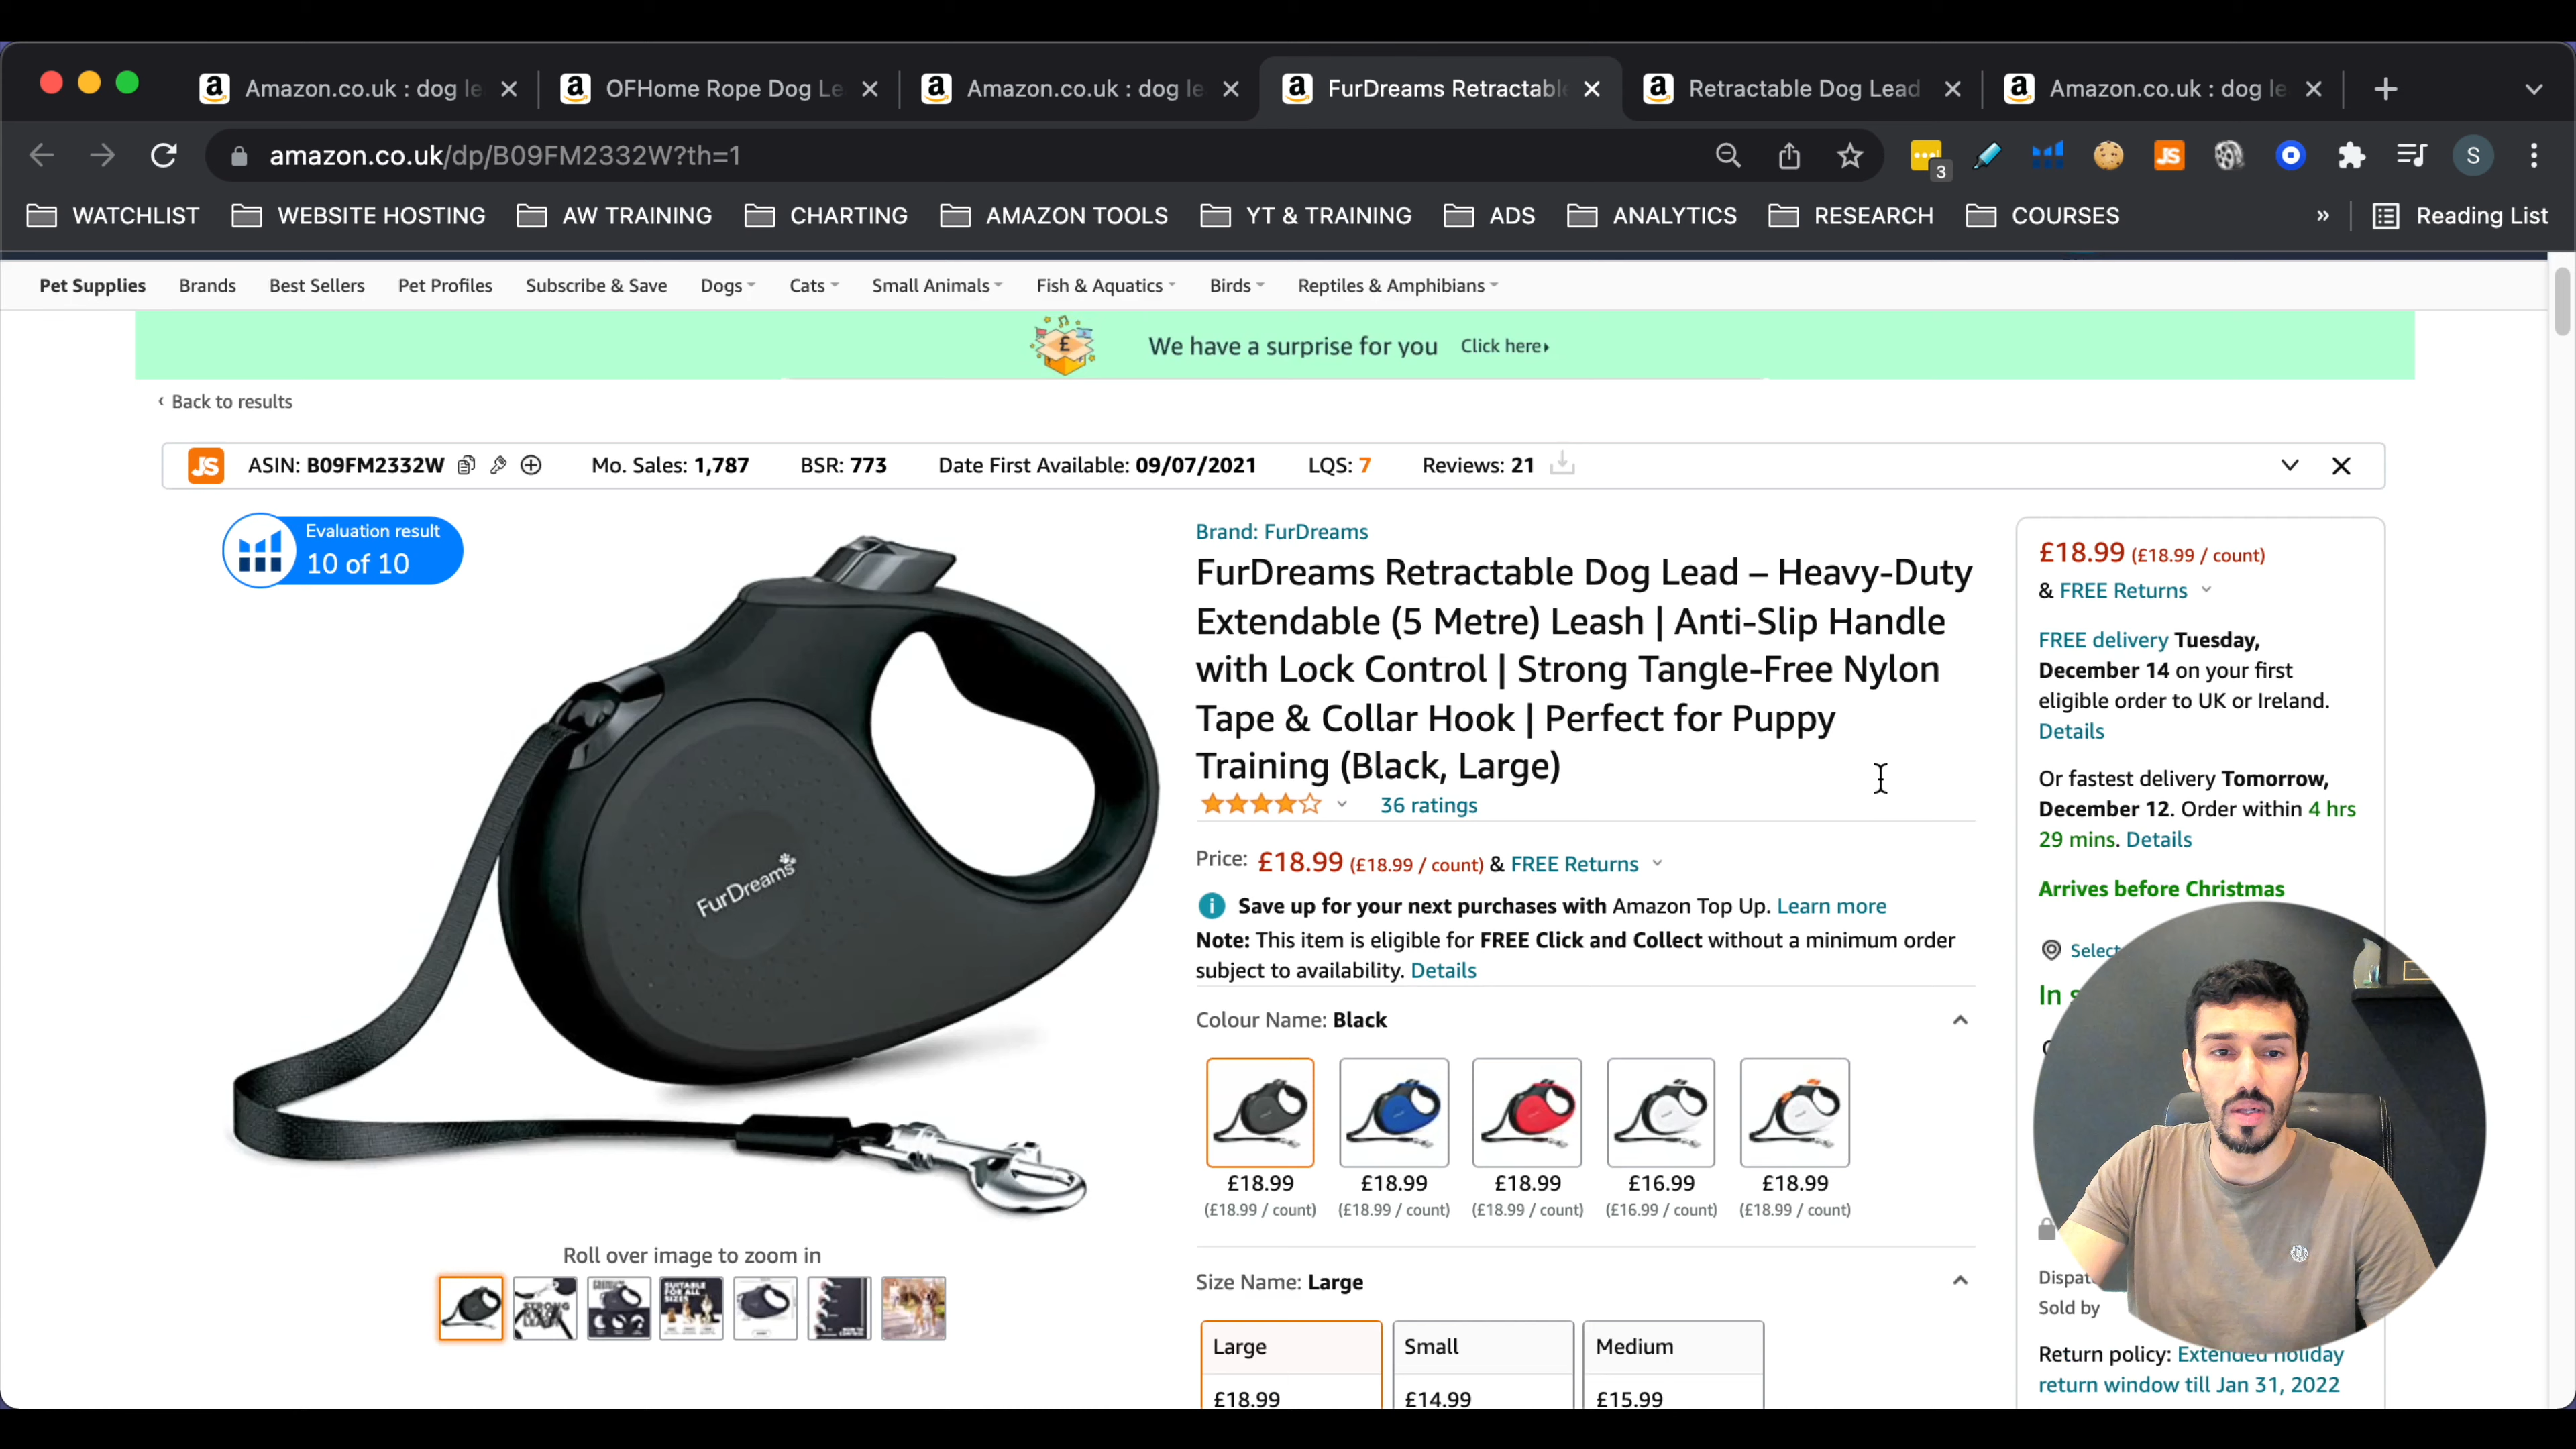 Amazon.co.uk : dog le
OFHome Rope Dog Le
Amazon.co.uk : dog le
FurDreams Retractabl
Retractable Dog Lead
Amazon.co.uk : dog le
amazon.co.uk/dp/B09FM2332W?th=1
3
JS
S
WATCHLIST
WEBSITE HOSTING
AW TRAINING
CHARTING
AMAZON TOOLS
YT & TRAINING
ADS
ANALYTICS
RESEARCH
COURSES
»
Reading List
Pet Supplies
Brands
Best Sellers
Pet Profiles
Subscribe & Save
Dogs
Cats
Small Animals
Fish & Aquatics
Birds
Reptiles & Amphibians
£
We have a surprise for you
Click here
‹ Back to results
JS
ASIN: B09FM2332W
Mo. Sales: 1,787
BSR: 773
Date First Available: 09/07/2021
LQS: 7
Reviews: 21
Evaluation result
10 of 10
FurDreams
Roll over image to zoom in
STRONG
SUITABLE
FOR ALL
SIZES
Brand: FurDreams
FurDreams Retractable Dog Lead – Heavy-Duty
Extendable (5 Metre) Leash | Anti-Slip Handle
with Lock Control | Strong Tangle-Free Nylon
Tape & Collar Hook | Perfect for Puppy
Training (Black, Large)
36 ratings
Price: £18.99 (£18.99 / count) & FREE Returns
Save up for your next purchases with Amazon Top Up. Learn more
Note: This item is eligible for FREE Click and Collect without a minimum order
subject to availability. Details
Colour Name: Black
£18.99
(£18.99 / count)
£18.99
(£18.99 / count)
£18.99
(£18.99 / count)
£16.99
(£16.99 / count)
£18.99
(£18.99 / count)
Size Name: Large
Large
£18.99
Small
£14.99
Medium
£15.99
£18.99 (£18.99 / count)
& FREE Returns
FREE delivery Tuesday,
December 14 on your first
eligible order to UK or Ireland.
Details
Or fastest delivery Tomorrow,
December 12. Order within 4 hrs
29 mins. Details
Arrives before Christmas
Select
In s
Dispat
Sold by
Return policy: Extended holiday
return window till Jan 31, 2022